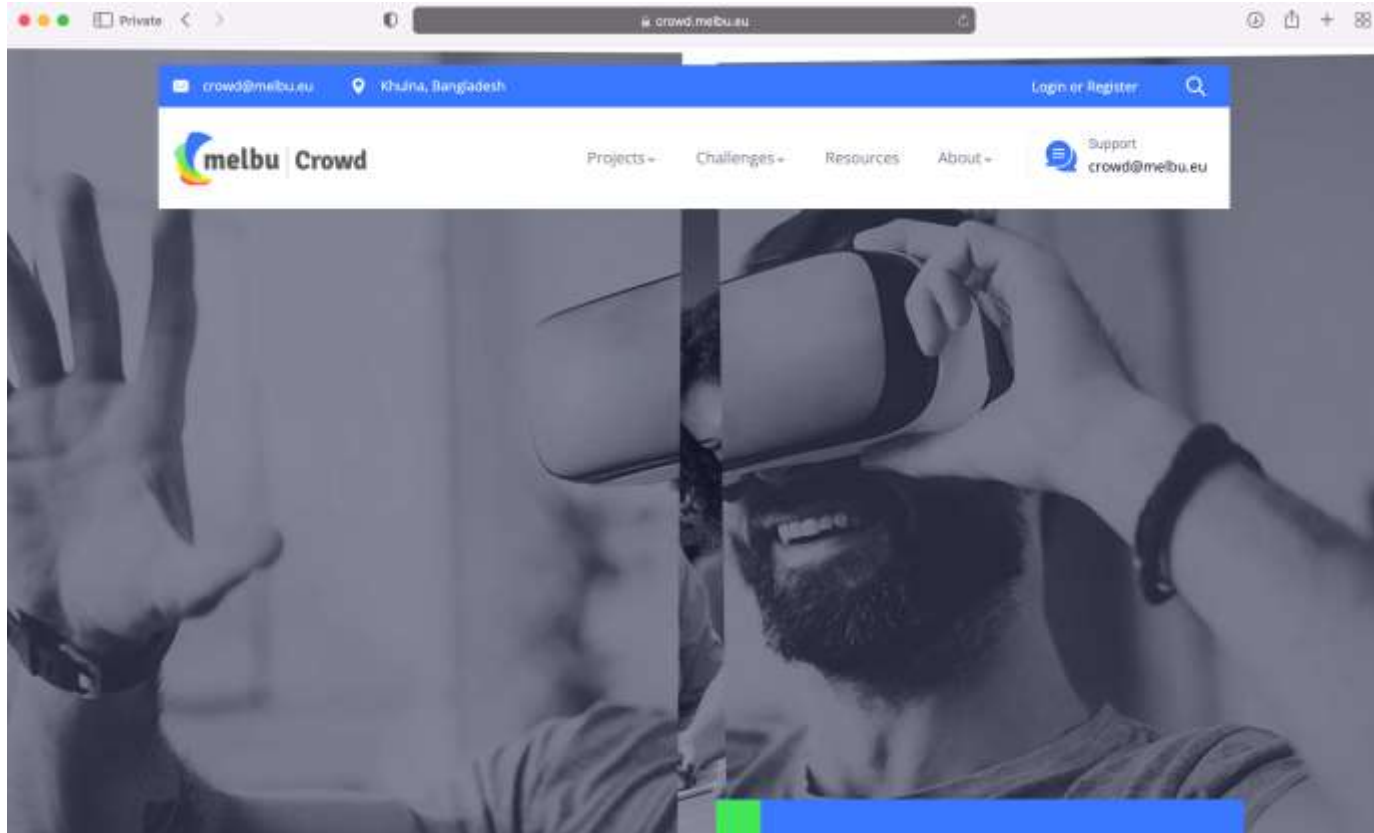 Private
crowd.melbu.eu
crowd@melbu.eu Khulna, Bangladesh Login or Register
melbu Crowd
Projects Challenges Resources About
Support
crowd@melbu.eu